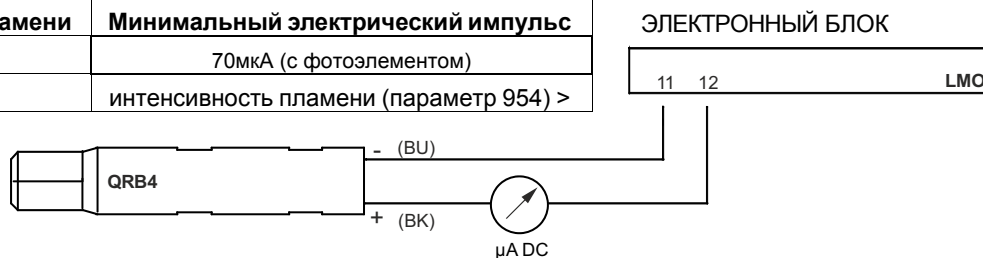 Минимальный электрический импульс
70мкА (с фотоэлементом)
интенсивность пламени (параметр 954) >
ЭЛЕКТРОННЫЙ БЛОК
11 12 LMO
- (BU)
QRB4
+ (BK)
µA DC